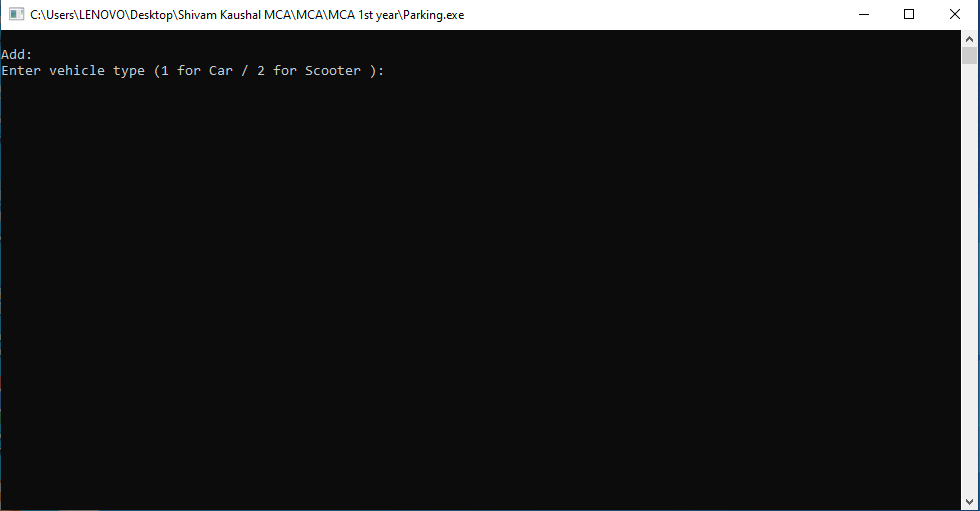 C:\Users\LENOVO\Desktop\Shivam Kaushal MCA\MCA\MCA 1st year\Parking.exe
Add:
Enter vehicle type (1 for Car / 2 for Scooter ):